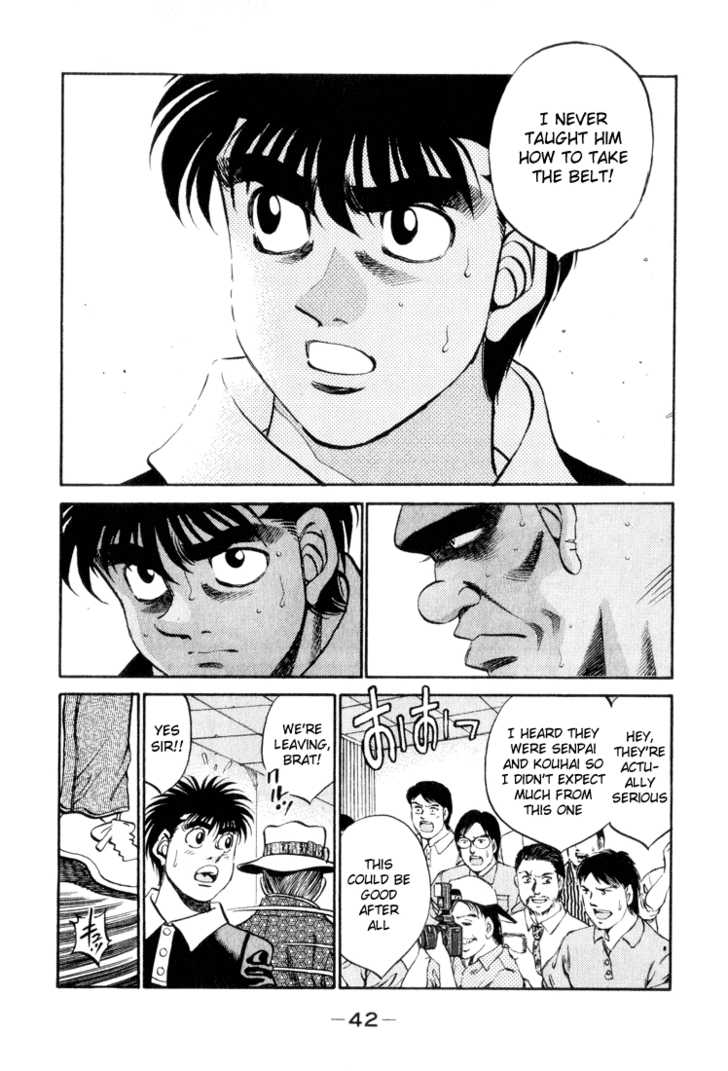 I NEVER
TAUGHT HIM
HOW TO TAKE
THE BELT!
HEY,
THEY'RE
ACTU-
ALLY
SERIOUS
I HEARD THEY
WERE SENPAI
AND KOUHAI SO
I DIDN'T EXPECT
MUCH FROM
THIS ONE
おーおーっ
THIS
COULD BE
GOOD
AFTER
ALL
WE'RE
LEAVING,
BRAT!
YES
SIR!!
-42-